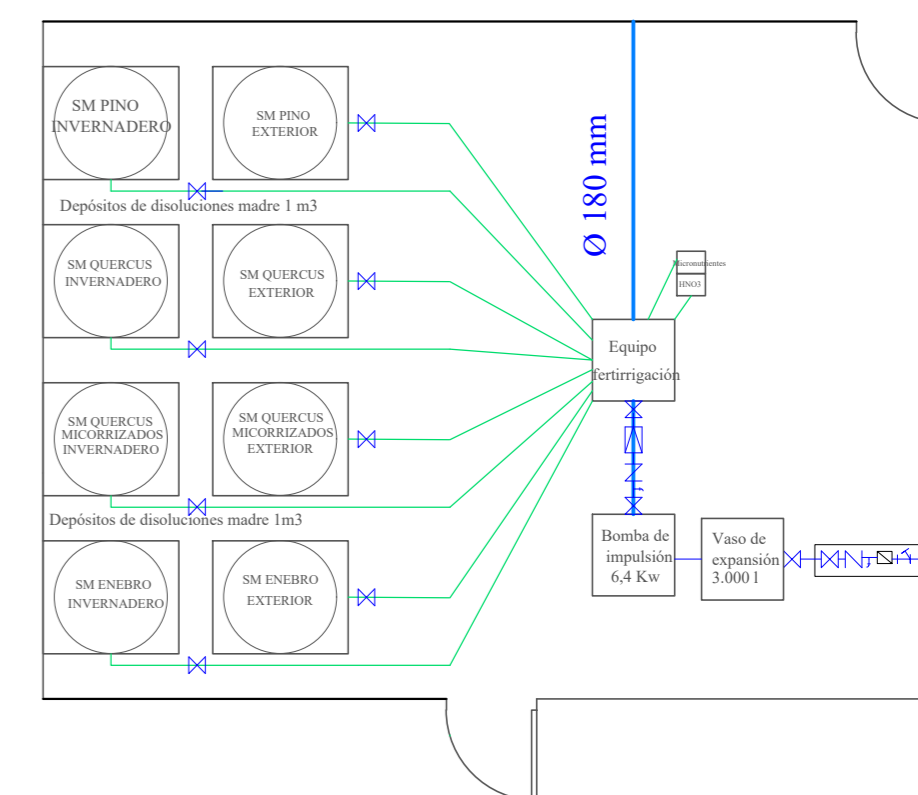 SM PINO
INVERNADERO
SM PINO
EXTERIOR
Depósitos de disoluciones madre 1 m3
SM QUERCUS
INVERNADERO
SM QUERCUS
EXTERIOR
SM QUERCUS
MICORRIZADOS
INVERNADERO
SM QUERCUS
MICORRIZADOS
EXTERIOR
Depósitos de disoluciones madre 1m3
SM ENEBRO
INVERNADERO
SM ENEBRO
EXTERIOR
Ø 180 mm
Micronutrientes
HNO3
Equipo
fertirrigación
Bomba de
impulsión
6,4 Kw
Vaso de
expansión
3.000 l